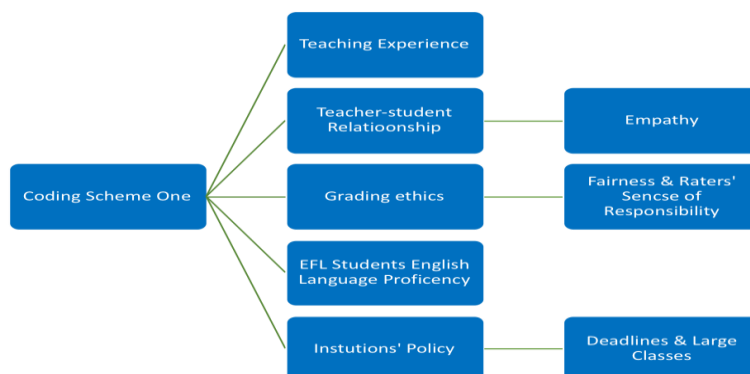 Teaching Experience
Teacher-student
Relatioonship
Empathy
Coding Scheme One
Grading ethics
Fairness & Raters'
Sencse of
Responsibility
EFL Students English
Language Proficency
Instutions' Policy
Deadlines & Large
Classes